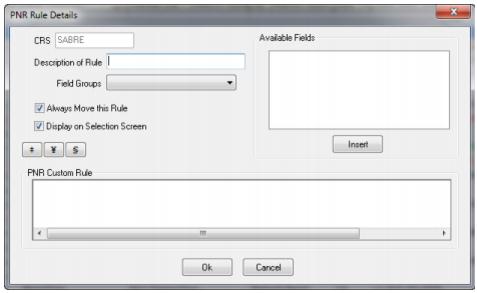 PNR Rule Details
CRS SABRE
Description of Rule
Field Groups
Always Move this Rule
Display on Selection Screen
‡ ¥ §
Available Fields
Insert
PNR Custom Rule
Ok Cancel